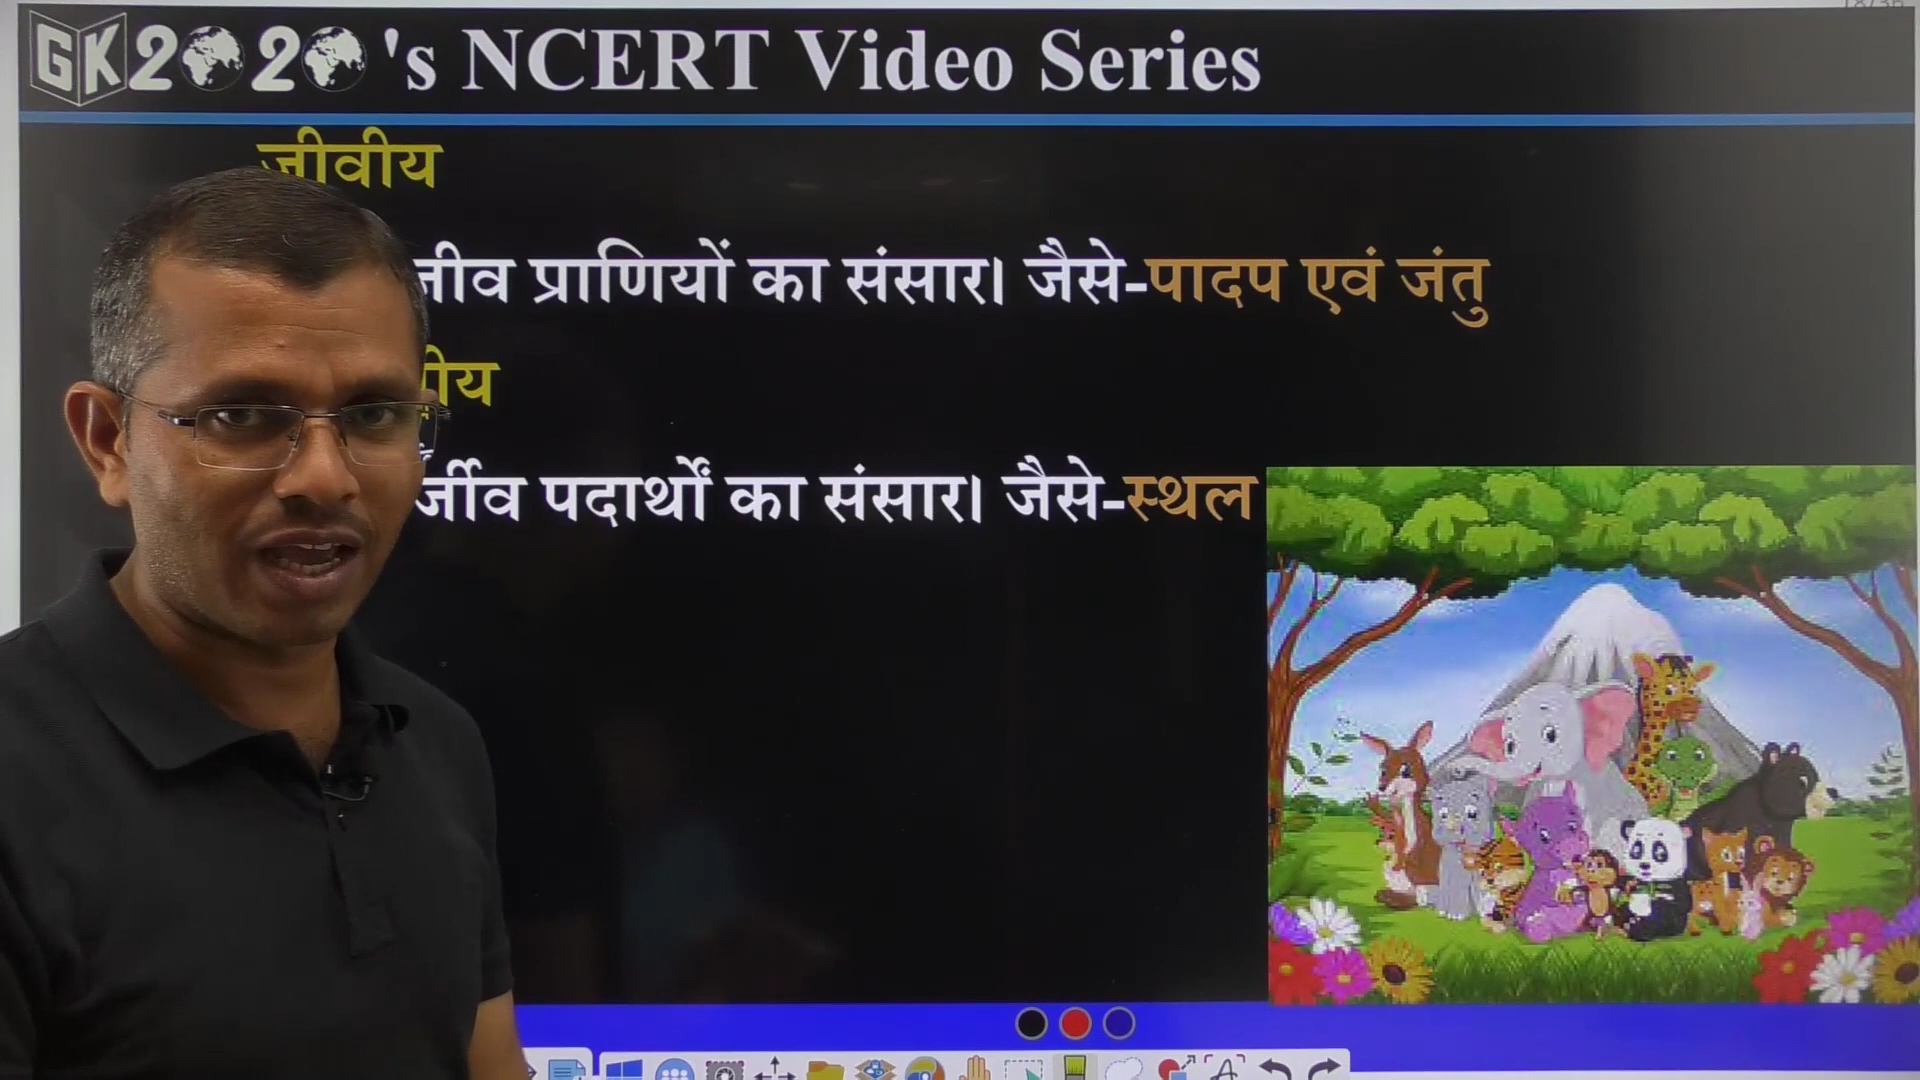 GK2020's NCERT Video Series
जीवीय
प्राणियों का संसार। जैसे-पादप एवं जंतु
पदार्थों का संसार। जैसे-स्थल